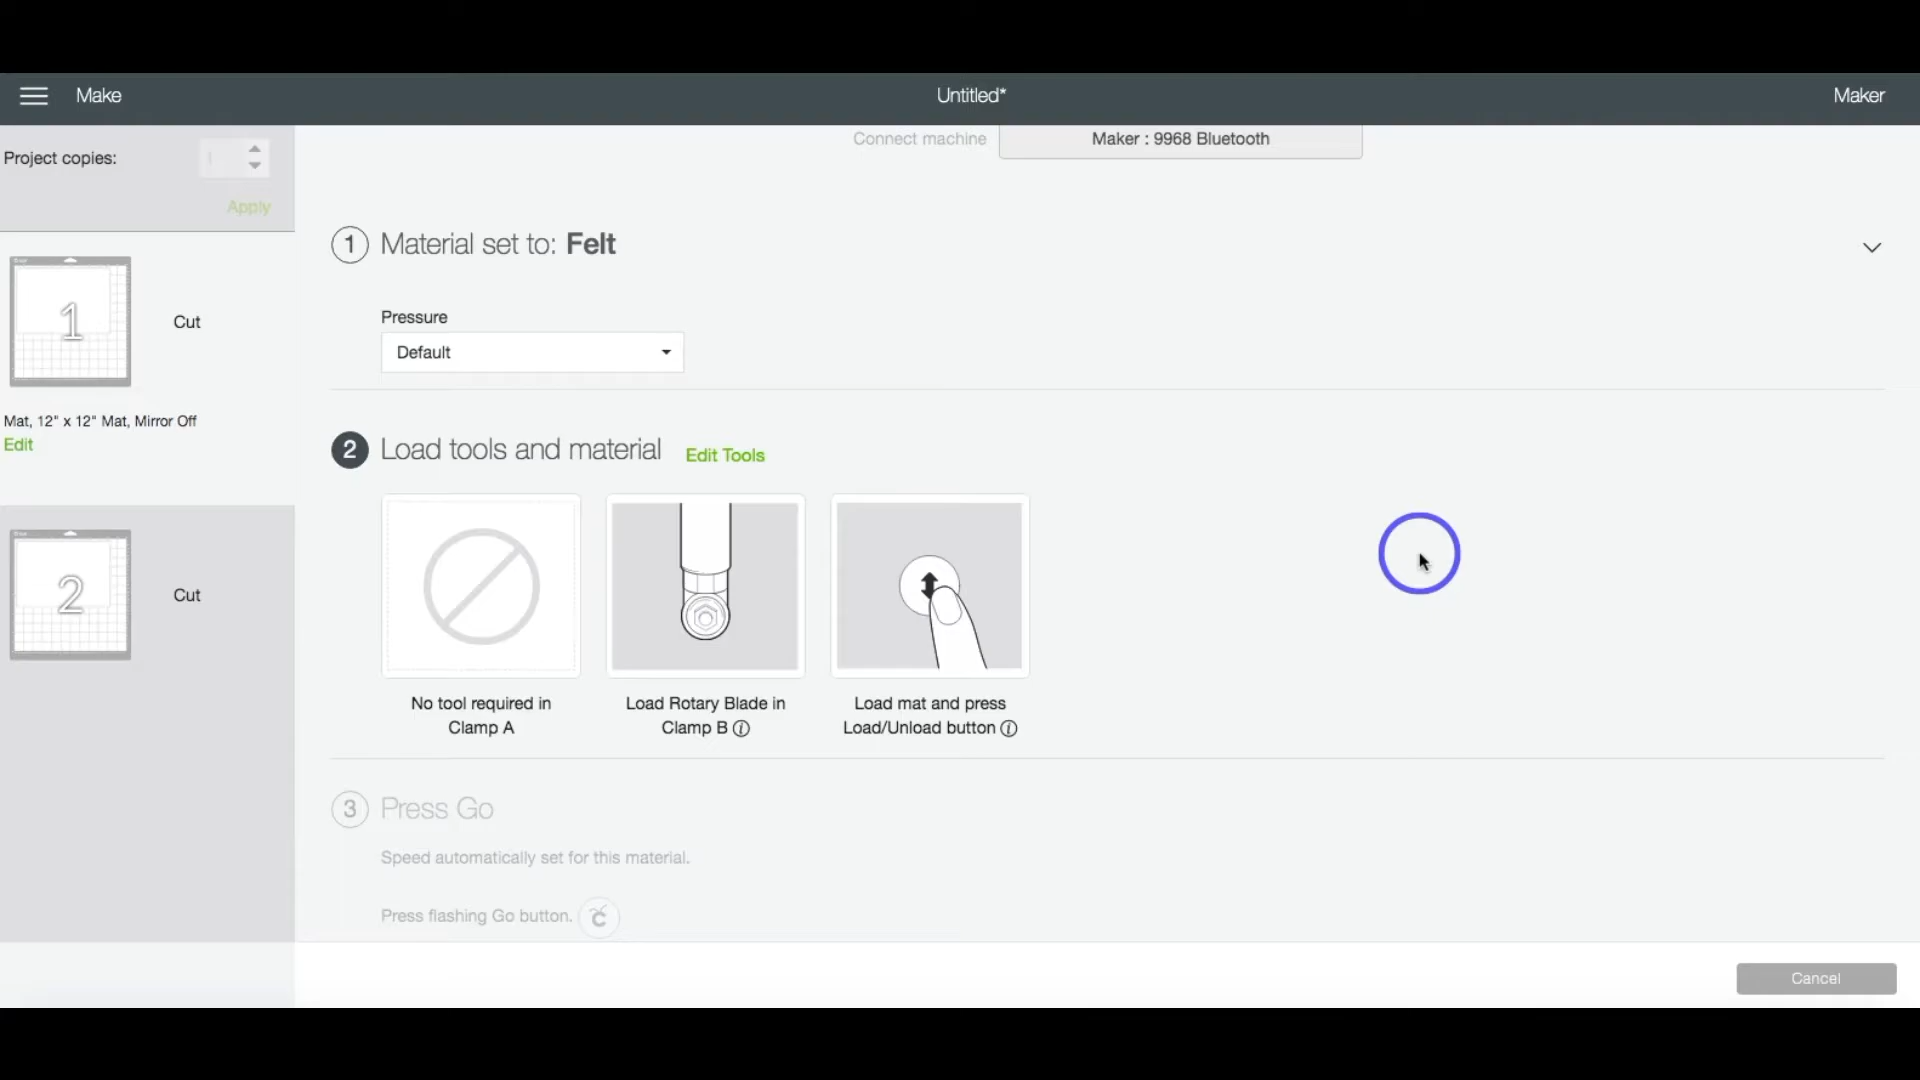 Make
Untitled*
Maker
Project copies:
1
Apply
Connect machine
Maker : 9968 Bluetooth
1
Cut
Mat, 12" x 12" Mat, Mirror Off
Edit
2
Cut
1 Material set to: Felt
Pressure
Default
2 Load tools and material Edit Tools
No tool required in
Clamp A
Load Rotary Blade in
Clamp B i
Load mat and press
Load/Unload button i
3 Press Go
Speed automatically set for this material.
Press flashing Go button. C
Cancel